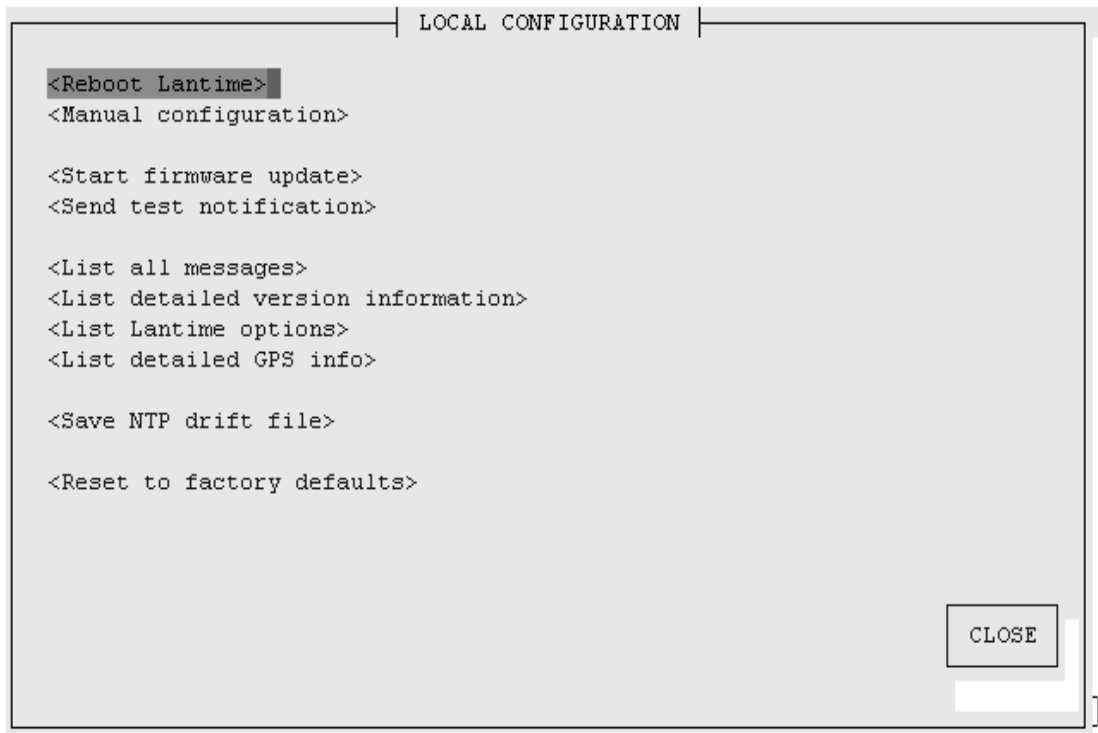 LOCAL CONFIGURATION
<Reboot Lantime>
<Manual configuration>
<Start firmware update>
<Send test notification>
<List all messages>
<List detailed version information>
<List Lantime options>
<List detailed GPS info>
<Save NTP drift file>
<Reset to factory defaults>
CLOSE